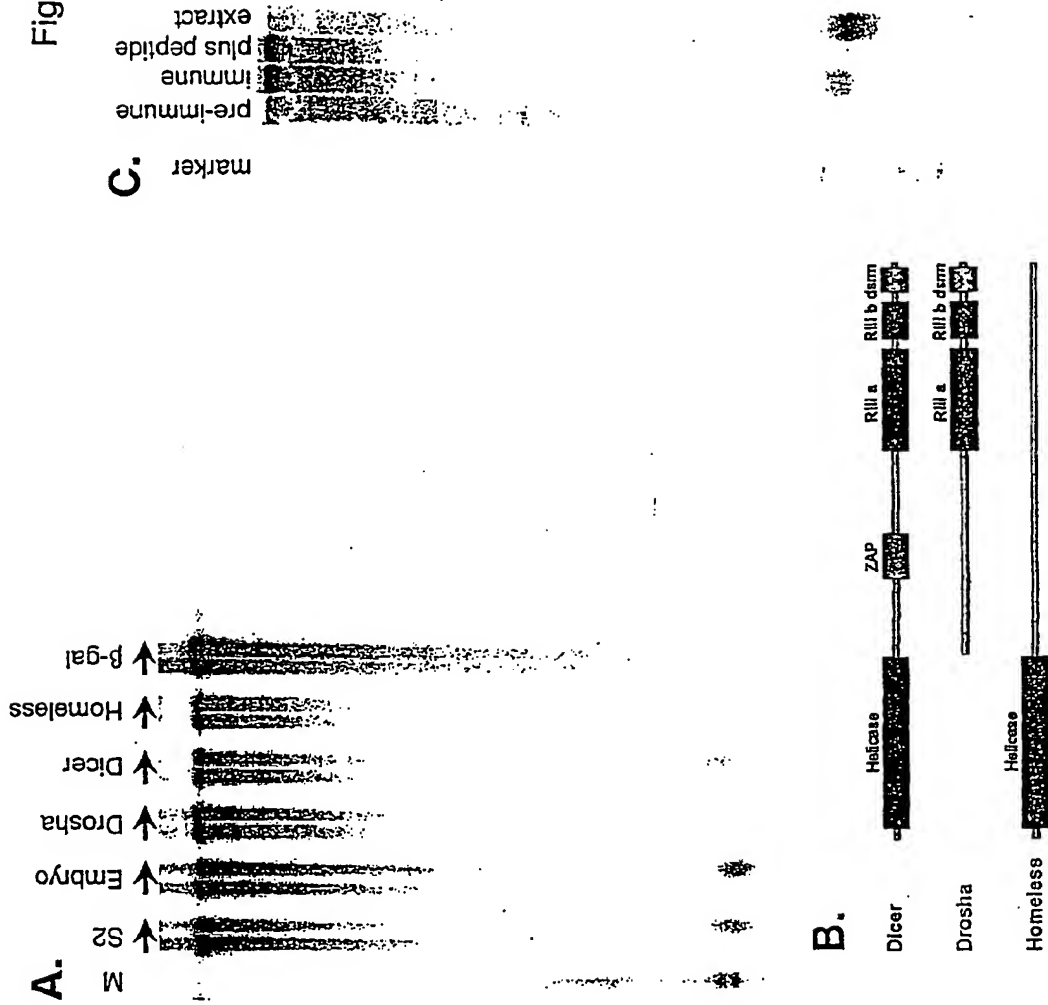 Fig
A.
M
S2
Embryo
Drosha
Dicer
Homeless
β-gal
B.
Dicer
Helicase
ZAP
RIII a
RIII b
dsrm
Drosha
RIII a
RIII b
dsrm
Homeless
Helicase
C.
marker
pre-immune
immune
plus peptide
extract